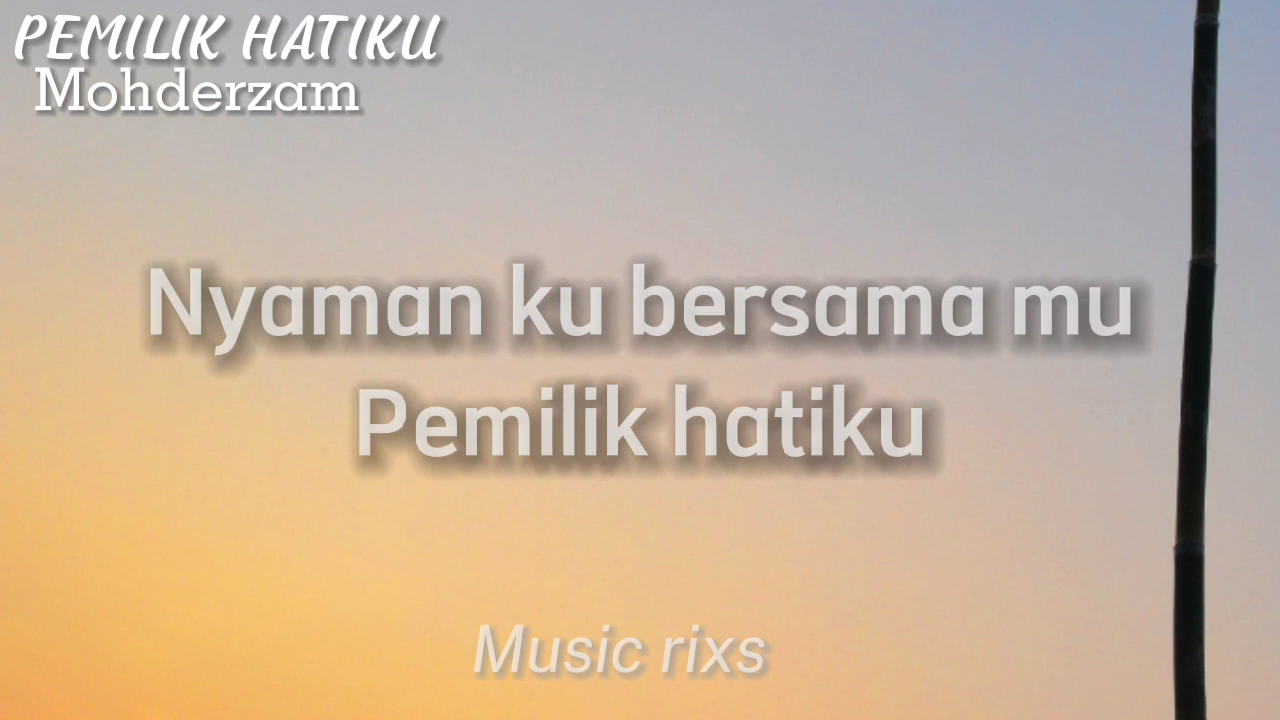 PEMILIK HATIKU
Mohderzam
Nyaman ku bersama mu
Pemilik hatiku
Music rixs